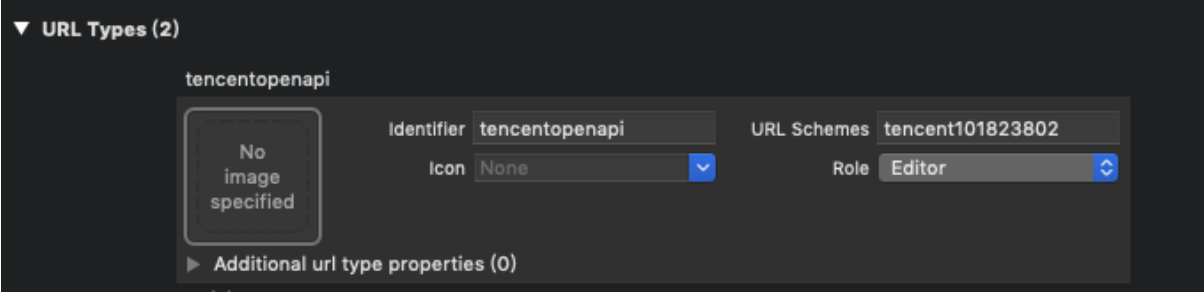 URL Types (2)
tencentopenapi
No image specified
Identifier tencentopenapi URL Schemes tencent101823802
Icon None Role Editor
Additional url type properties (0)